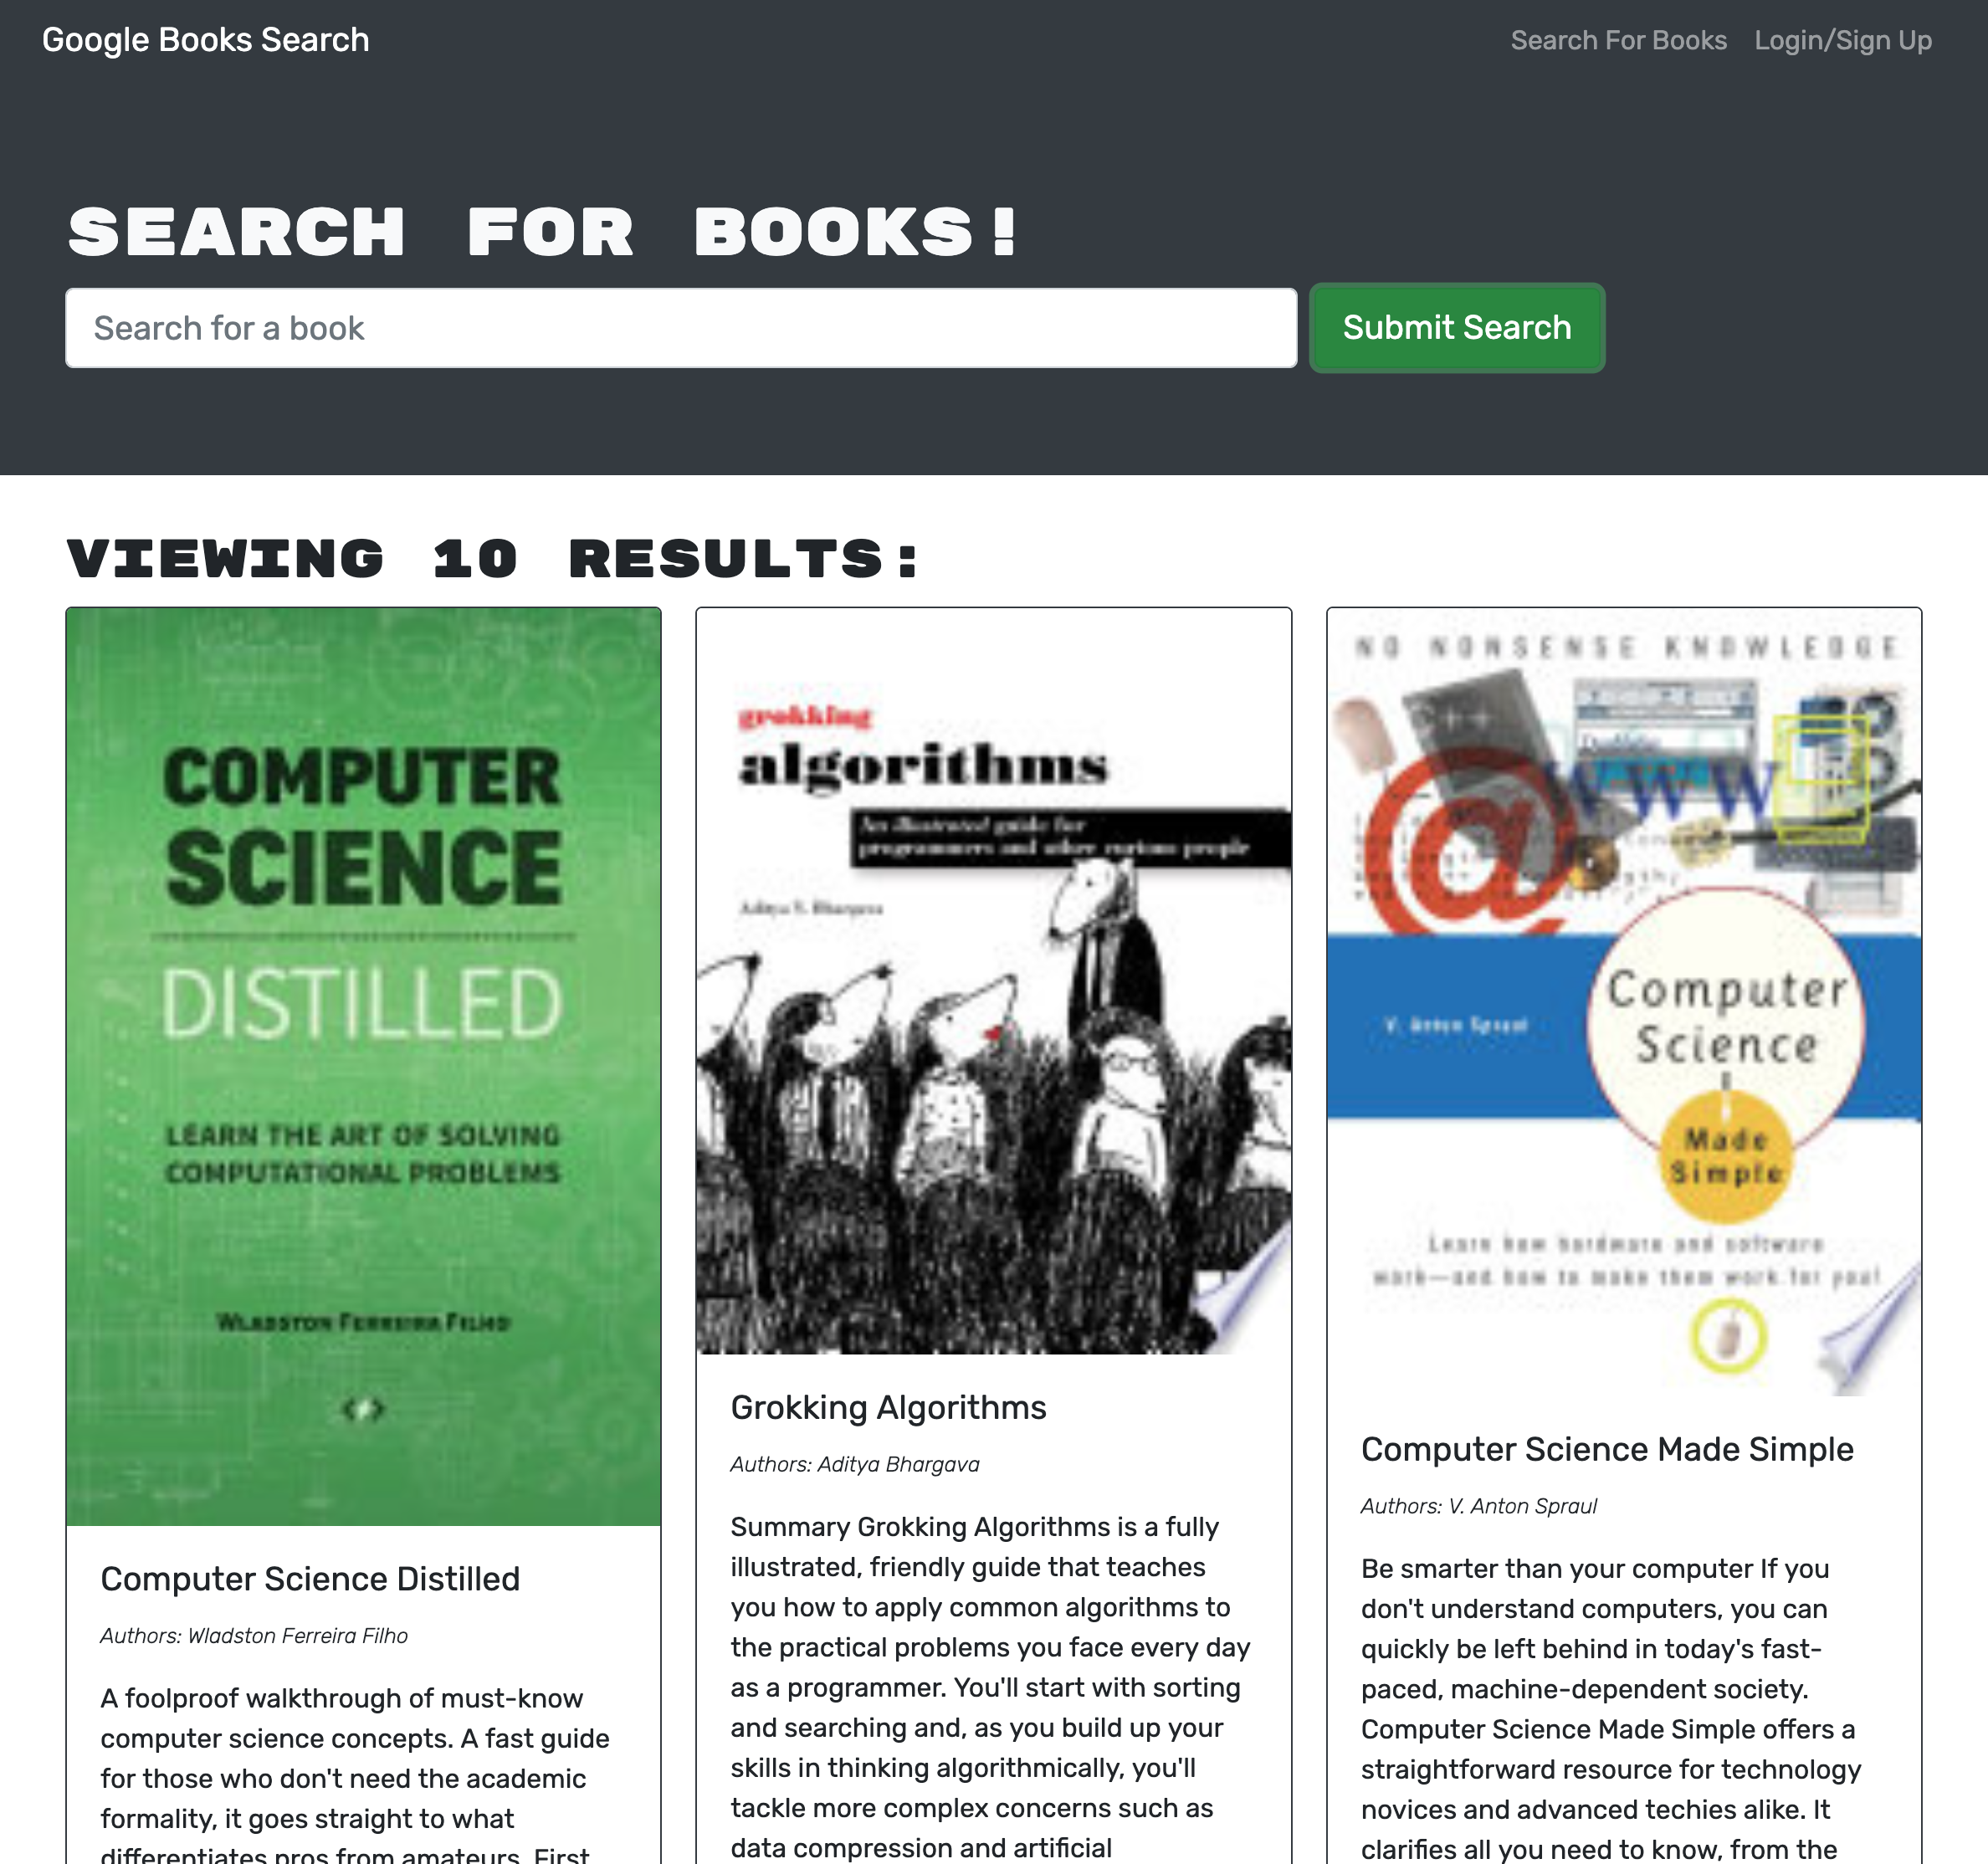 Google Books Search
Search For Books
Login/Sign Up
SEARCH FOR BOOKS!
Search for a book
Submit Search
VIEWING 10 RESULTS:
COMPUTER
SCIENCE
DISTILLED
LEARN THE ART OF SOLVING
COMPUTATIONAL PROBLEMS
WLADSTON FERREIRA FILHO
Computer Science Distilled
Authors: Wladston Ferreira Filho
A foolproof walkthrough of must-know
computer science concepts. A fast guide
for those who don't need the academic
formality, it goes straight to what
differentiates pros from amateurs. First
grokking
algorithms
An illustrated guide for
programmers and other curious people
Aditya Y. Bhargava
Grokking Algorithms
Authors: Aditya Bhargava
Summary Grokking Algorithms is a fully
illustrated, friendly guide that teaches
you how to apply common algorithms to
the practical problems you face every day
as a programmer. You'll start with sorting
and searching and, as you build up your
skills in thinking algorithmically, you'll
tackle more complex concerns such as
data compression and artificial
NO NONSENSE KNOWLEDGE
C++
@
WWW
V. Anton Spraul
Computer
Science
Made
Simple
Learn how hardware and software
work—and how to make them work for you!
Computer Science Made Simple
Authors: V. Anton Spraul
Be smarter than your computer If you
don't understand computers, you can
quickly be left behind in today's fast-
paced, machine-dependent society.
Computer Science Made Simple offers a
straightforward resource for technology
novices and advanced techies alike. It
clarifies all you need to know, from the